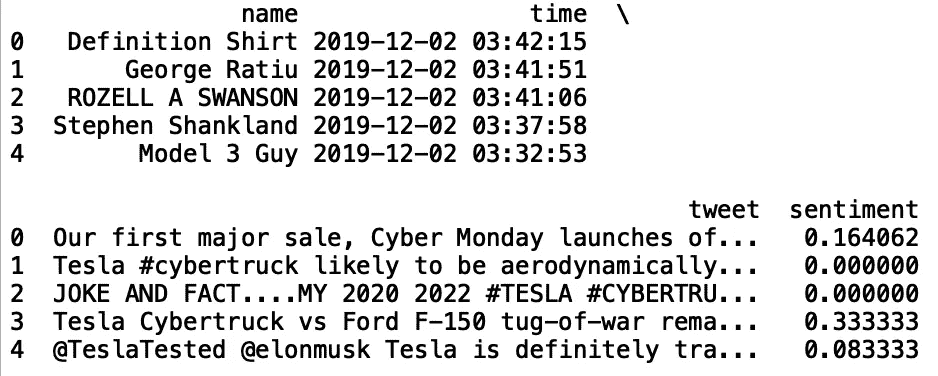 name time \
0 Definition Shirt 2019-12-02 03:42:15
1 George Ratiu 2019-12-02 03:41:51
2 ROZELL A SWANSON 2019-12-02 03:41:06
3 Stephen Shankland 2019-12-02 03:37:58
4 Model 3 Guy 2019-12-02 03:32:53
tweet sentiment
0 Our first major sale, Cyber Monday launches of... 0.164062
1 Tesla #cybertruck likely to be aerodynamically... 0.000000
2 JOKE AND FACT....MY 2020 2022 #TESLA #CYBERTRU... 0.000000
3 Tesla Cybertruck vs Ford F-150 tug-of-war rema... 0.333333
4 @TeslaTested @elonmusk Tesla is definitely tra... 0.083333